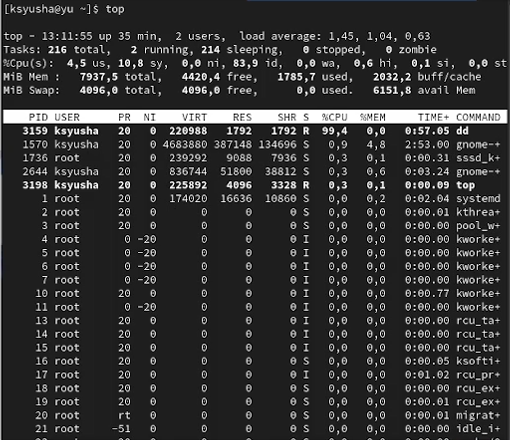 [ksyusha@yu ~]$ top
top - 13:11:55 up 35 min,  2 users,  load average: 1,45, 1,04, 0,63
Tasks: 216 total,   2 running, 214 sleeping,   0 stopped,   0 zombie
%Cpu(s):  4,5 us, 10,8 sy,  0,0 ni, 83,9 id,  0,0 wa,  0,6 hi,  0,1 si,  0,0 st
MiB Mem :   7937,5 total,   4420,4 free,   1785,7 used,   2032,2 buff/cache
MiB Swap:   4096,0 total,   4096,0 free,      0,0 used.   6151,8 avail Mem
PID USER      PR  NI    VIRT    RES    SHR S  %CPU  %MEM     TIME+ COMMAND
3159 ksyusha   20   0  220988   1792   1792 R  99,4   0,0   0:57.05 dd
1570 ksyusha   20   0 4683880 387148 134696 S   0,9   4,8   2:53.00 gnome-+
1736 root      20   0  239292   9088   7936 S   0,3   0,1   0:00.31 sssd_k+
2644 ksyusha   20   0  836744  51800  38812 S   0,3   0,6   0:03.24 gnome-+
3198 ksyusha   20   0  225892   4096   3328 R   0,3   0,1   0:00.09 top
1 root      20   0  174020  16636  10860 S   0,0   0,2   0:02.04 systemd
2 root      20   0       0      0      0 S   0,0   0,0   0:00.01 kthrea+
3 root      20   0       0      0      0 S   0,0   0,0   0:00.00 pool_w+
4 root       0 -20       0      0      0 I   0,0   0,0   0:00.00 kworke+
5 root       0 -20       0      0      0 I   0,0   0,0   0:00.00 kworke+
6 root       0 -20       0      0      0 I   0,0   0,0   0:00.00 kworke+
7 root       0 -20       0      0      0 I   0,0   0,0   0:00.00 kworke+
10 root      20   0       0      0      0 I   0,0   0,0   0:00.77 kworke+
11 root       0 -20       0      0      0 I   0,0   0,0   0:00.00 kworke+
13 root      20   0       0      0      0 I   0,0   0,0   0:00.00 rcu_ta+
14 root      20   0       0      0      0 I   0,0   0,0   0:00.00 rcu_ta+
15 root      20   0       0      0      0 I   0,0   0,0   0:00.00 rcu_ta+
16 root      20   0       0      0      0 S   0,0   0,0   0:00.05 ksofti+
17 root      20   0       0      0      0 I   0,0   0,0   0:01.02 rcu_pr+
18 root      20   0       0      0      0 S   0,0   0,0   0:00.00 rcu_ex+
19 root      20   0       0      0      0 S   0,0   0,0   0:00.01 rcu_ex+
20 root      rt   0       0      0      0 S   0,0   0,0   0:00.00 migrat+
21 root     -51   0       0      0      0 S   0,0   0,0   0:00.00 idle_i+